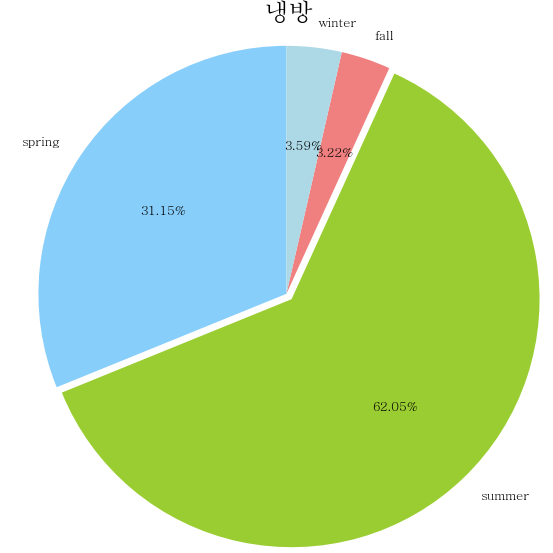 냉방
winter
fall
spring
3.59%
3.22%
31.15%
62.05%
summer